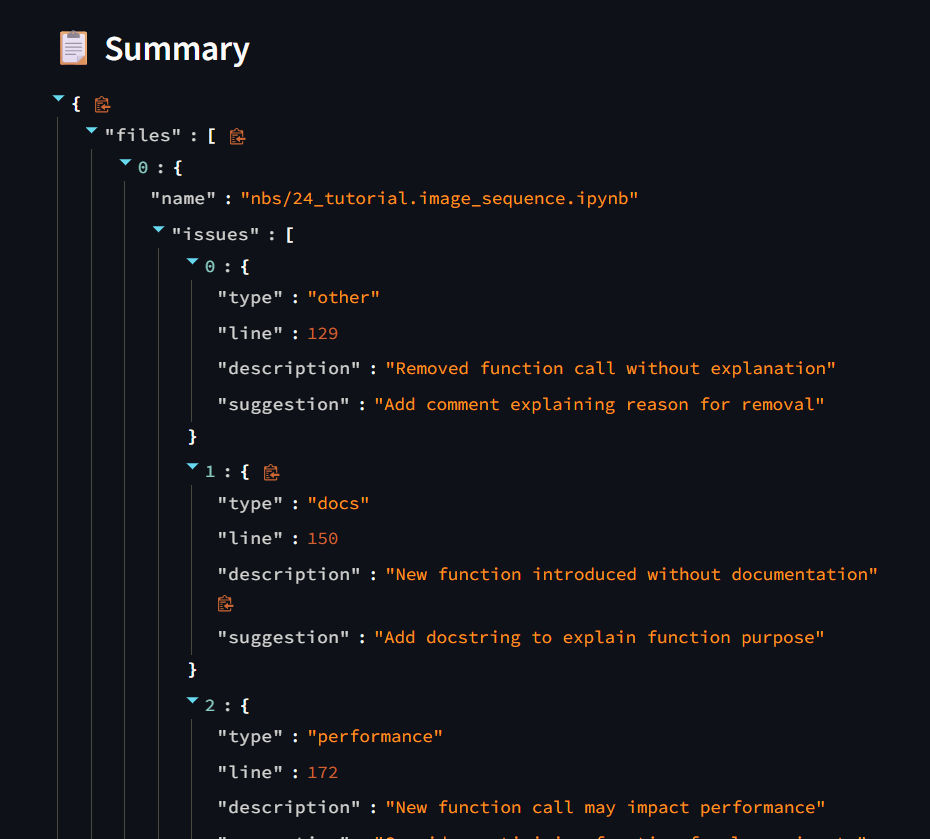 Summary
{
"files" : [
0 : {
"name" : "nbs/24_tutorial.image_sequence.ipynb"
"issues" : [
0 : {
"type" : "other"
"line" : 129
"description" : "Removed function call without explanation"
"suggestion" : "Add comment explaining reason for removal"
}
1 : {
"type" : "docs"
"line" : 150
"description" : "New function introduced without documentation"
"suggestion" : "Add docstring to explain function purpose"
}
2 : {
"type" : "performance"
"line" : 172
"description" : "New function call may impact performance"